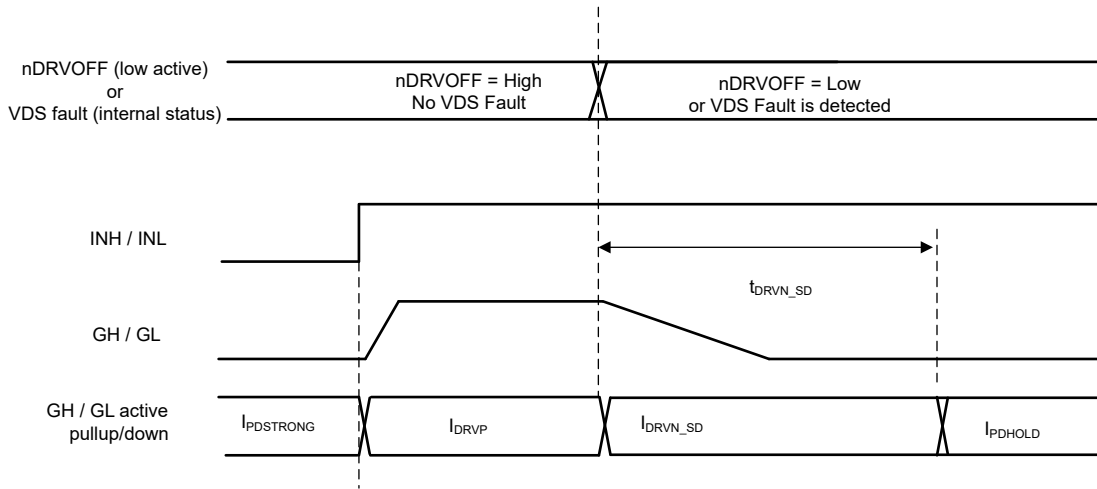 nDRVOFF (low active)
or
VDS fault (internal status)
nDRVOFF = High
No VDS Fault
nDRVOFF = Low
or VDS Fault is detected
INH / INL
tDRVN_SD
GH / GL
GH / GL active
pullup/down
IPDSTRONG
IDRVP
IDRVN_SD
IPDHOLD